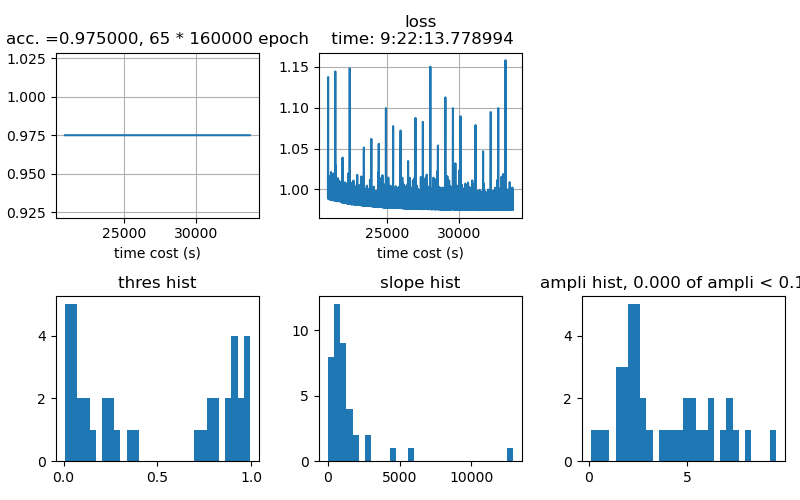 acc. =0.975000, 65 * 160000 epoch
1.025
1.000
0.975
0.950
0.925
25000 30000
time cost (s)
loss
time: 9:22:13.778994
1.15
1.10
1.05
1.00
25000 30000
time cost (s)
thres hist
4
2
0
0.0 0.5 1.0
slope hist
10
5
0
0 5000 10000
ampli hist, 0.000 of ampli < 0.1
4
2
0
0 5